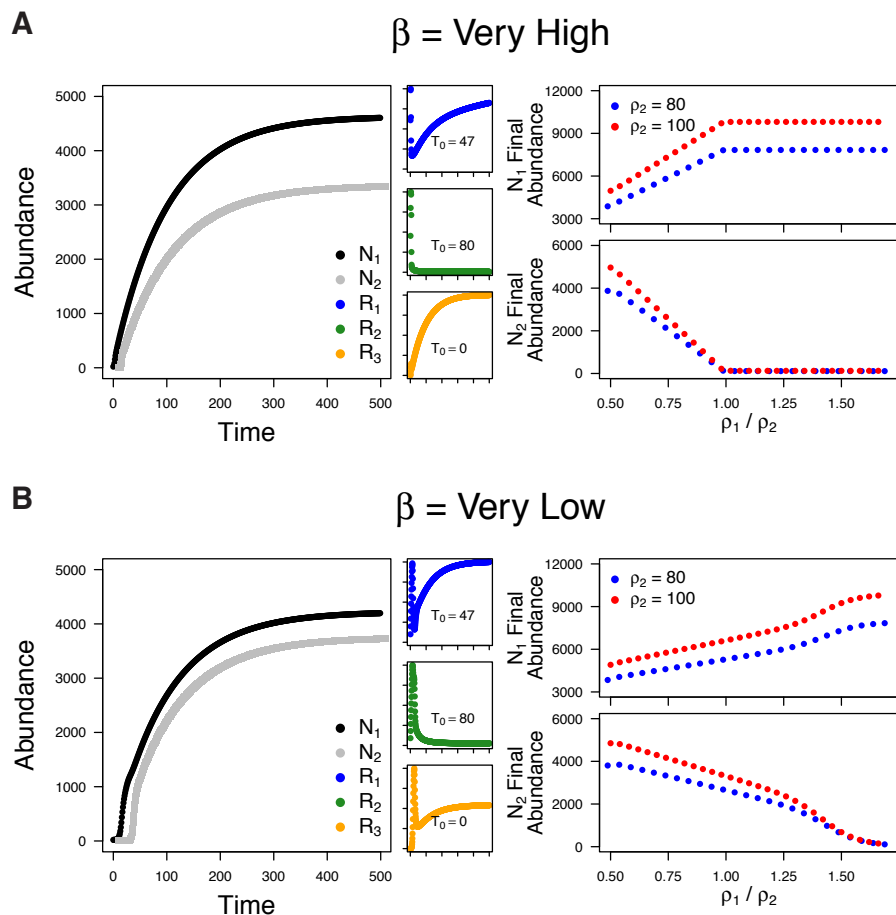 A
β = Very High
Abundance
5000
4000
3000
2000
1000
0
0 100 200 300 400 500
Time
N1
N2
R1
R2
R3
T0 = 47
T0 = 80
T0 = 0
N1 Final
Abundance
12000
9000
6000
3000
ρ2 = 80
ρ2 = 100
N2 Final
Abundance
6000
4000
2000
0
0.50 0.75 1.00 1.25 1.50
ρ1 / ρ2
B
β = Very Low
Abundance
5000
4000
3000
2000
1000
0
0 100 200 300 400 500
Time
N1
N2
R1
R2
R3
T0 = 47
T0 = 80
T0 = 0
N1 Final
Abundance
12000
9000
6000
3000
ρ2 = 80
ρ2 = 100
N2 Final
Abundance
6000
4000
2000
0
0.50 0.75 1.00 1.25 1.50
ρ1 / ρ2